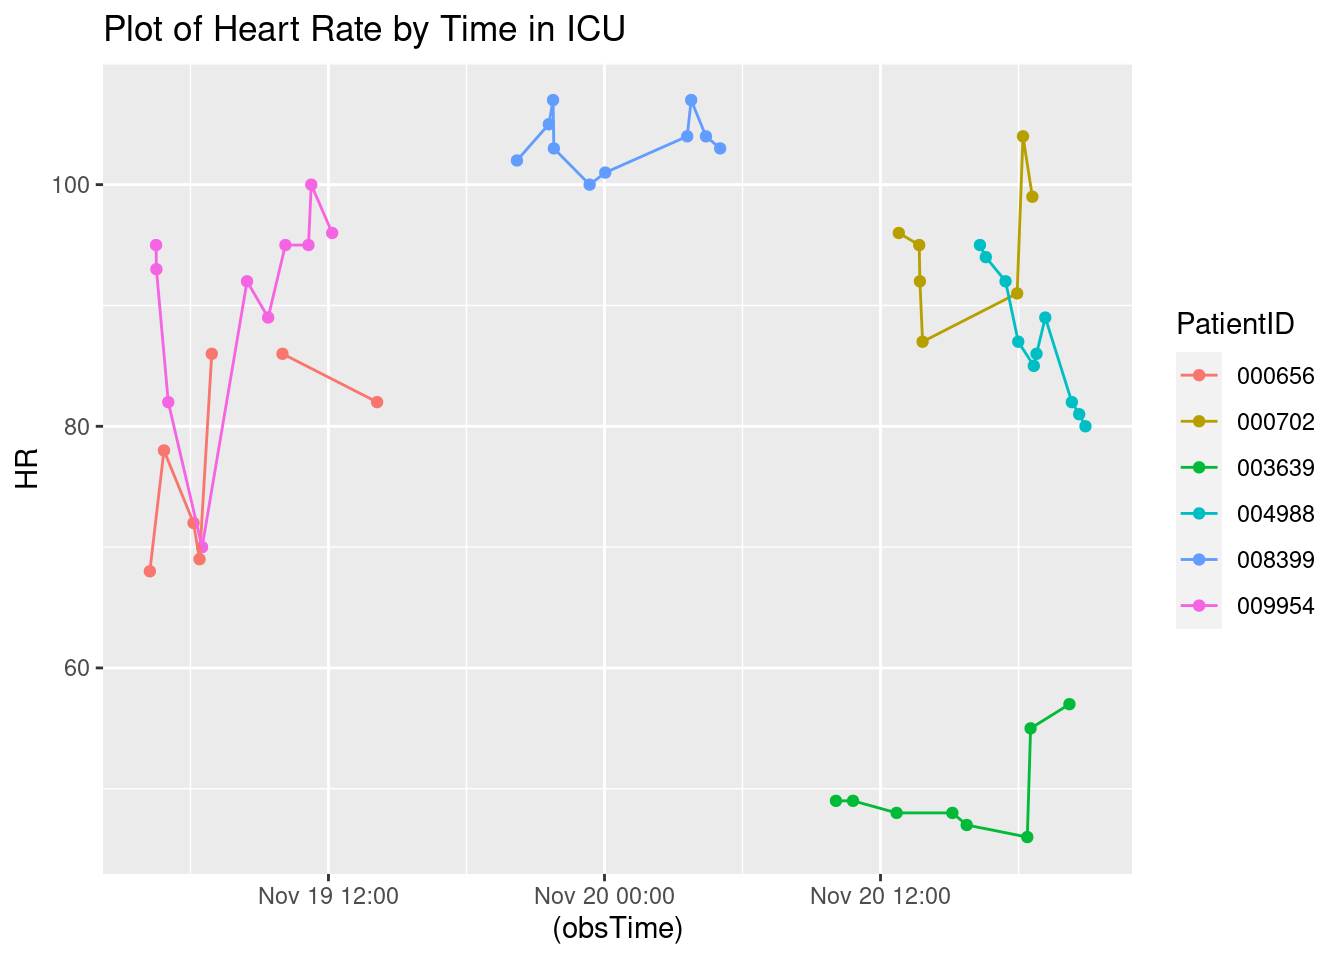 Plot of Heart Rate by Time in ICU
HR
100
80
60
Nov 19 12:00
Nov 20 00:00
Nov 20 12:00
(obsTime)
PatientID
000656
000702
003639
004988
008399
009954